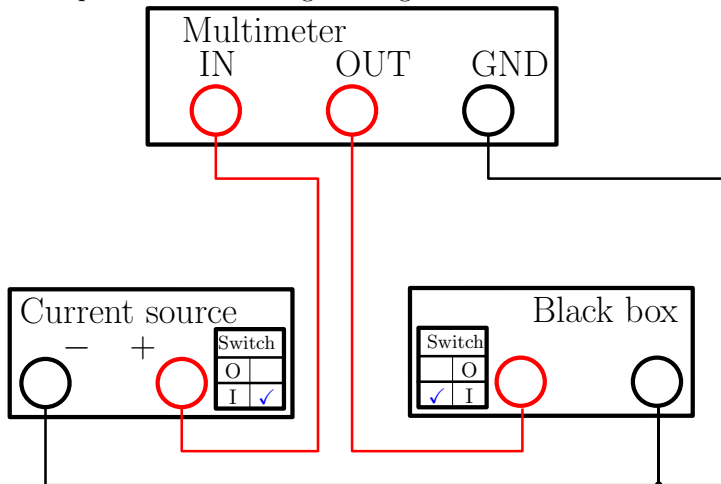 Multimeter
IN OUT GND
Current source
− +
Switch
O
I ✓
Black box
Switch
O
✓ I